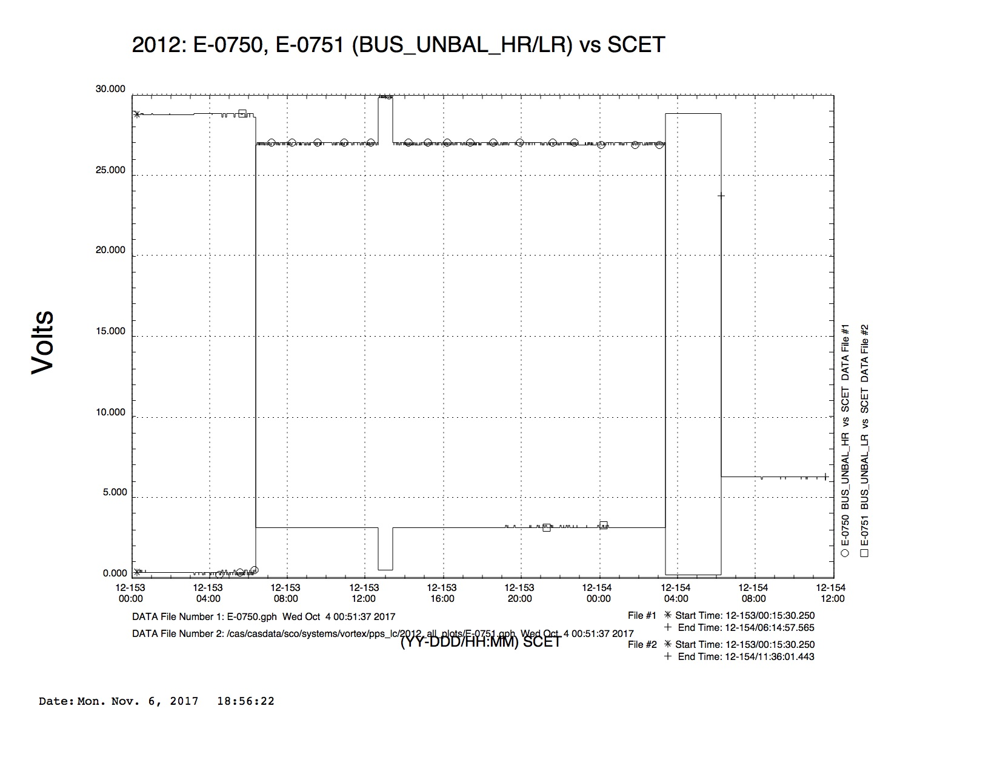 2012: E-0750, E-0751 (BUS_UNBAL_HR/LR) vs SCET
Volts
30.000
25.000
20.000
15.000
10.000
5.000
0.000
12-153 12-153 12-153 12-153 12-153 12-153 12-154 12-154 12-154 12-154
00:00 04:00 08:00 12:00 16:00 20:00 00:00 04:00 08:00 12:00
E-0750 BUS_UNBAL_HR vs SCET DATA File #1
E-0751 BUS_UNBAL_LR vs SCET DATA File #2
DATA File Number 1: E-0750.gph Wed Oct 4 00:51:37 2017
DATA File Number 2: /cas/casdata/sco/systems/vortex/pps_lc/2012_all_plots/E-0751.gph Wed Oct 4 00:51:37 2017
(YY-DDD/HH:MM) SCET
File #1 Start Time: 12-153/00:15:30.250
End Time: 12-154/06:14:57.565
File #2 Start Time: 12-153/00:15:30.250
End Time: 12-154/11:36:01.443
Date: Mon. Nov. 6, 2017 18:56:22